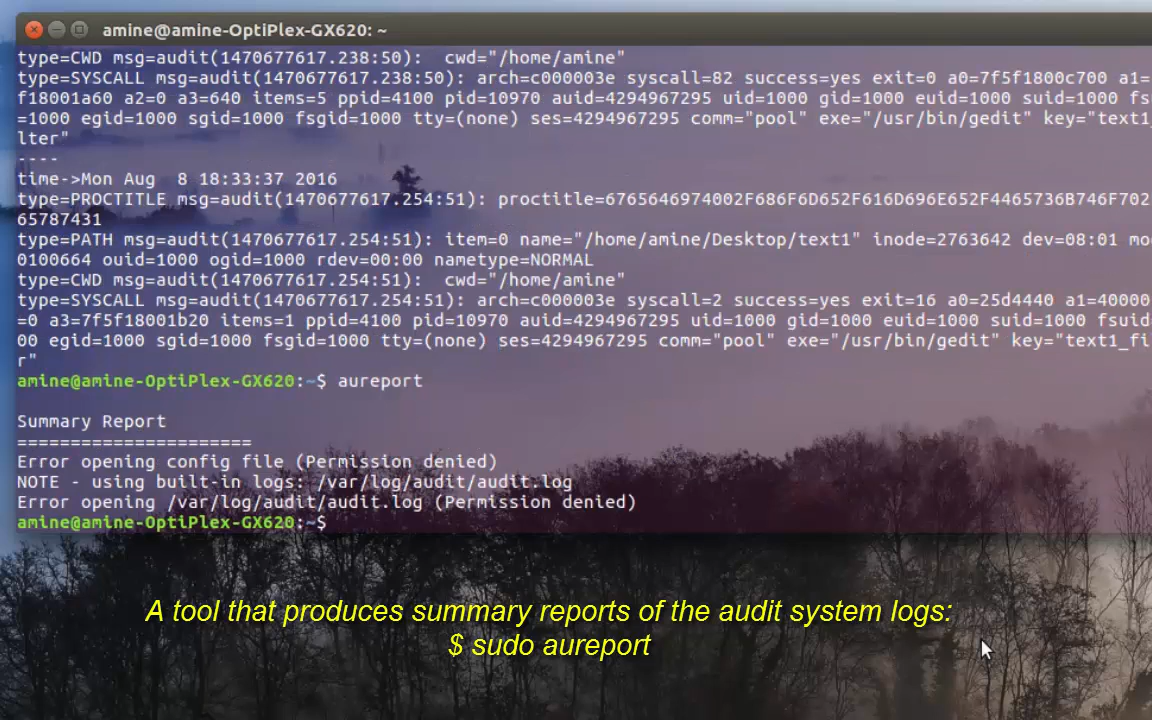 amine@amine-OptiPlex-GX620: ~
type=CWD msg=audit(1470677617.238:50):  cwd="/home/amine"
type=SYSCALL msg=audit(1470677617.238:50): arch=c000003e syscall=82 success=yes exit=0 a0=7f5f1800c700 a1=
f18001a60 a2=0 a3=640 items=5 ppid=4100 pid=10970 auid=4294967295 uid=1000 gid=1000 euid=1000 suid=1000 fs
=1000 egid=1000 sgid=1000 fsgid=1000 tty=(none) ses=4294967295 comm="pool" exe="/usr/bin/gedit" key="text1_
lter"
----
time->Mon Aug  8 18:33:37 2016
type=PROCTITLE msg=audit(1470677617.254:51): proctitle=6765646974002F686F6D652F616D696E652F4465736B746F702
65787431
type=PATH msg=audit(1470677617.254:51): item=0 name="/home/amine/Desktop/text1" inode=2763642 dev=08:01 mo
0100664 ouid=1000 ogid=1000 rdev=00:00 nametype=NORMAL
type=CWD msg=audit(1470677617.254:51):  cwd="/home/amine"
type=SYSCALL msg=audit(1470677617.254:51): arch=c000003e syscall=2 success=yes exit=16 a0=25d4440 a1=40000
=0 a3=7f5f18001b20 items=1 ppid=4100 pid=10970 auid=4294967295 uid=1000 gid=1000 euid=1000 suid=1000 fsuid
00 egid=1000 sgid=1000 fsgid=1000 tty=(none) ses=4294967295 comm="pool" exe="/usr/bin/gedit" key="text1_fi
r"
amine@amine-OptiPlex-GX620:~$ aureport
Summary Report
======================
Error opening config file (Permission denied)
NOTE - using built-in logs: /var/log/audit/audit.log
Error opening /var/log/audit/audit.log (Permission denied)
amine@amine-OptiPlex-GX620:~$
A tool that produces summary reports of the audit system logs:
$ sudo aureport